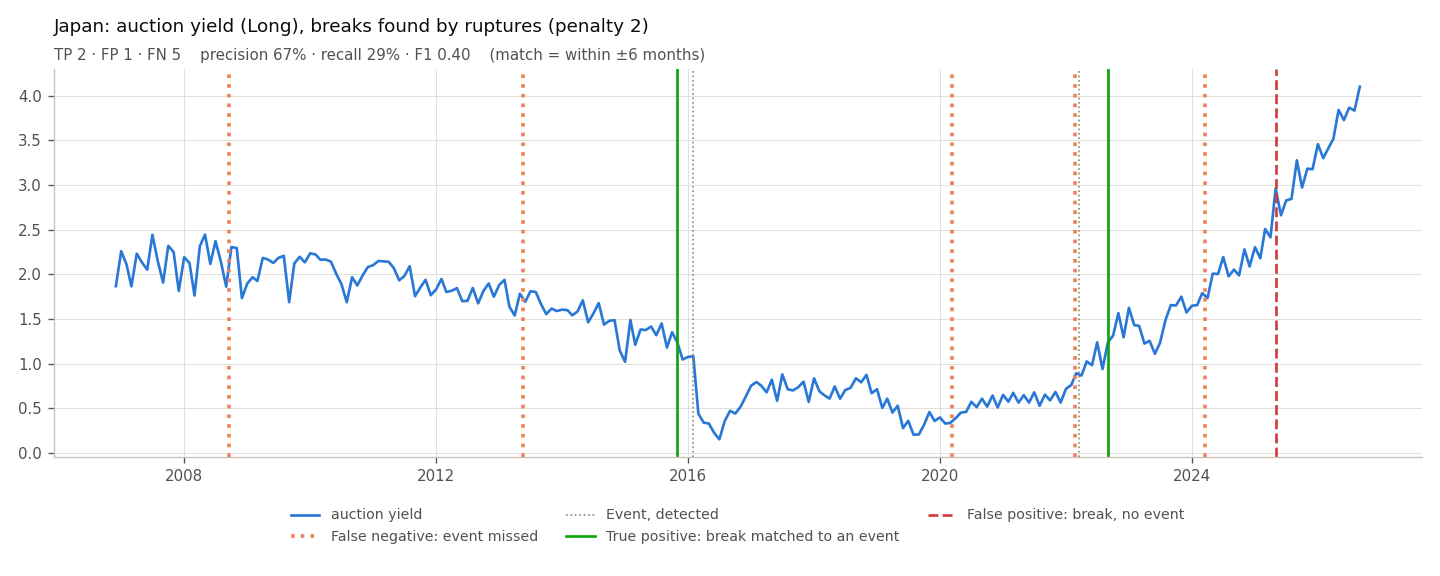 Japan: auction yield (Long), breaks found by ruptures (penalty 2)
TP 2 · FP 1 · FN 5    precision 67% · recall 29% · F1 0.40    (match = within ±6 months)
4.0
3.5
3.0
2.5
2.0
1.5
1.0
0.5
0.0
2008 2012 2016 2020 2024
auction yield Event, detected False positive: break, no event
False negative: event missed True positive: break matched to an event